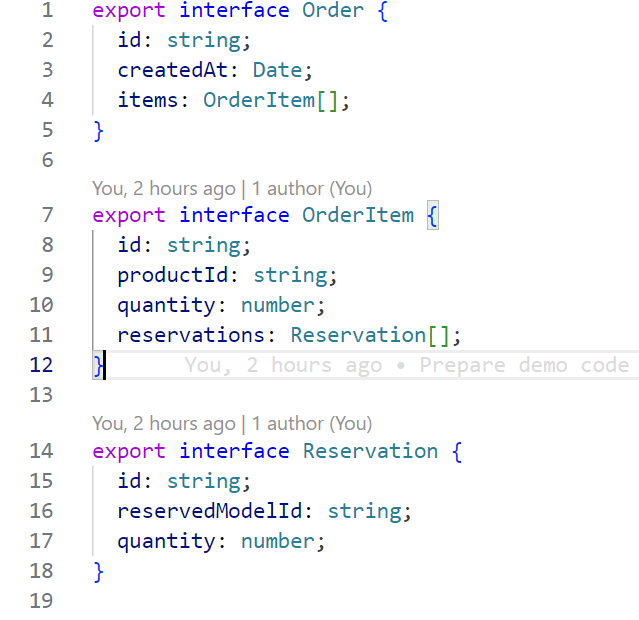 1 export interface Order {
2 id: string;
3 createdAt: Date;
4 items: OrderItem[];
5 }
6
You, 2 hours ago | 1 author (You)
7 export interface OrderItem {
8 id: string;
9 productId: string;
10 quantity: number;
11 reservations: Reservation[];
12 } You, 2 hours ago • Prepare demo code
13
You, 2 hours ago | 1 author (You)
14 export interface Reservation {
15 id: string;
16 reservedModelId: string;
17 quantity: number;
18 }
19